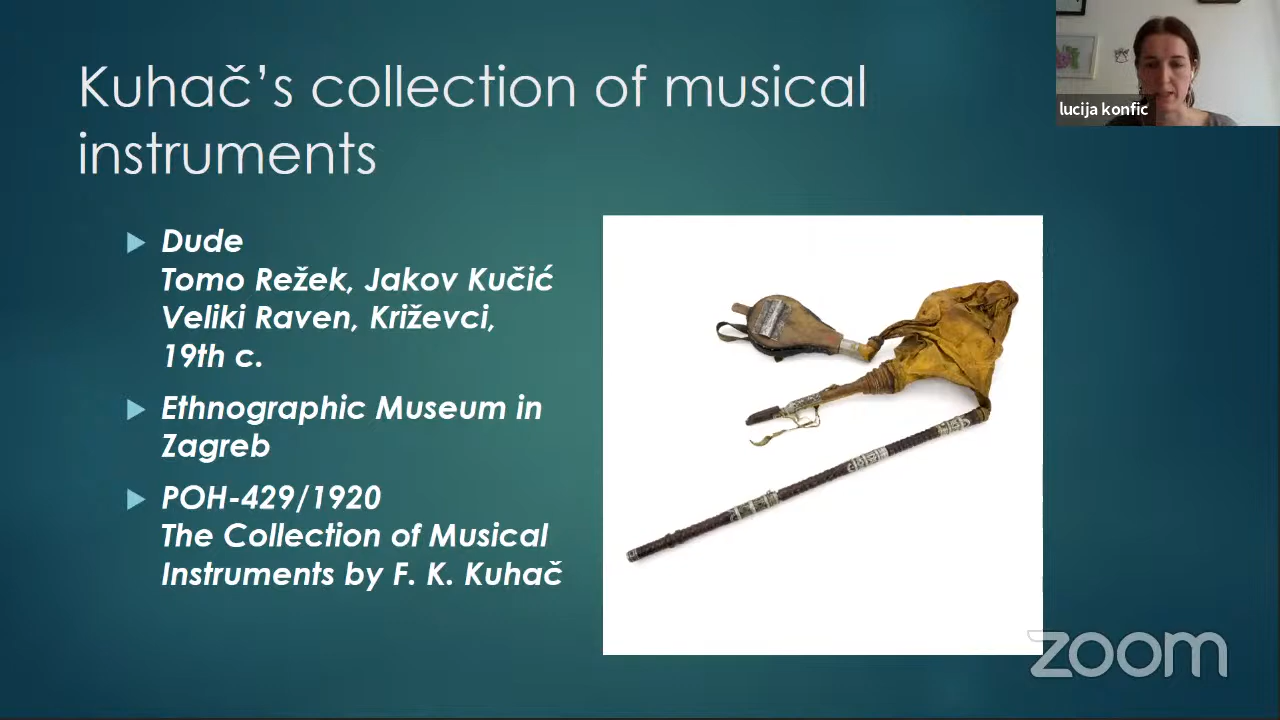 Kuhač’s collection of musical
instruments
lucija konfic
Dude
Tomo Režek, Jakov Kučić
Veliki Raven, Križevci,
19th c.
Ethnographic Museum in
Zagreb
POH-429/1920
The Collection of Musical
Instruments by F. K. Kuhač
zoom